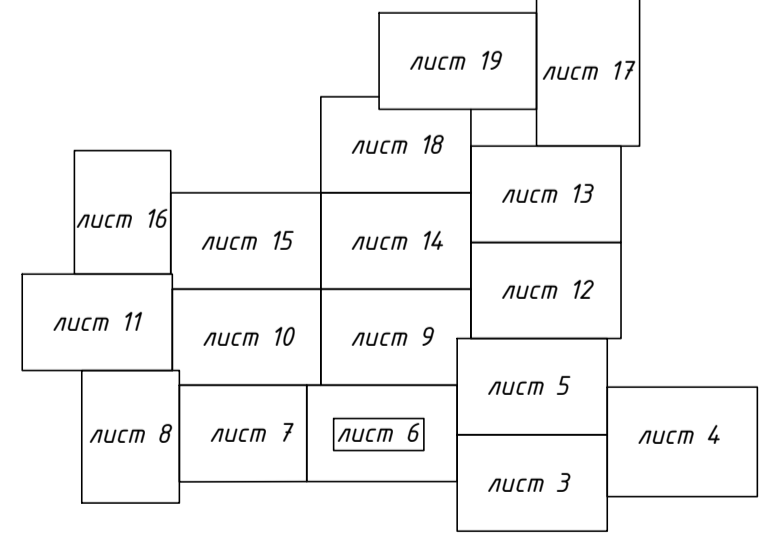 лист 19
лист 17
лист 18
лист 13
лист 16
лист 15
лист 14
лист 12
лист 11
лист 10
лист 9
лист 5
лист 8
лист 7
лист 6
лист 4
лист 3